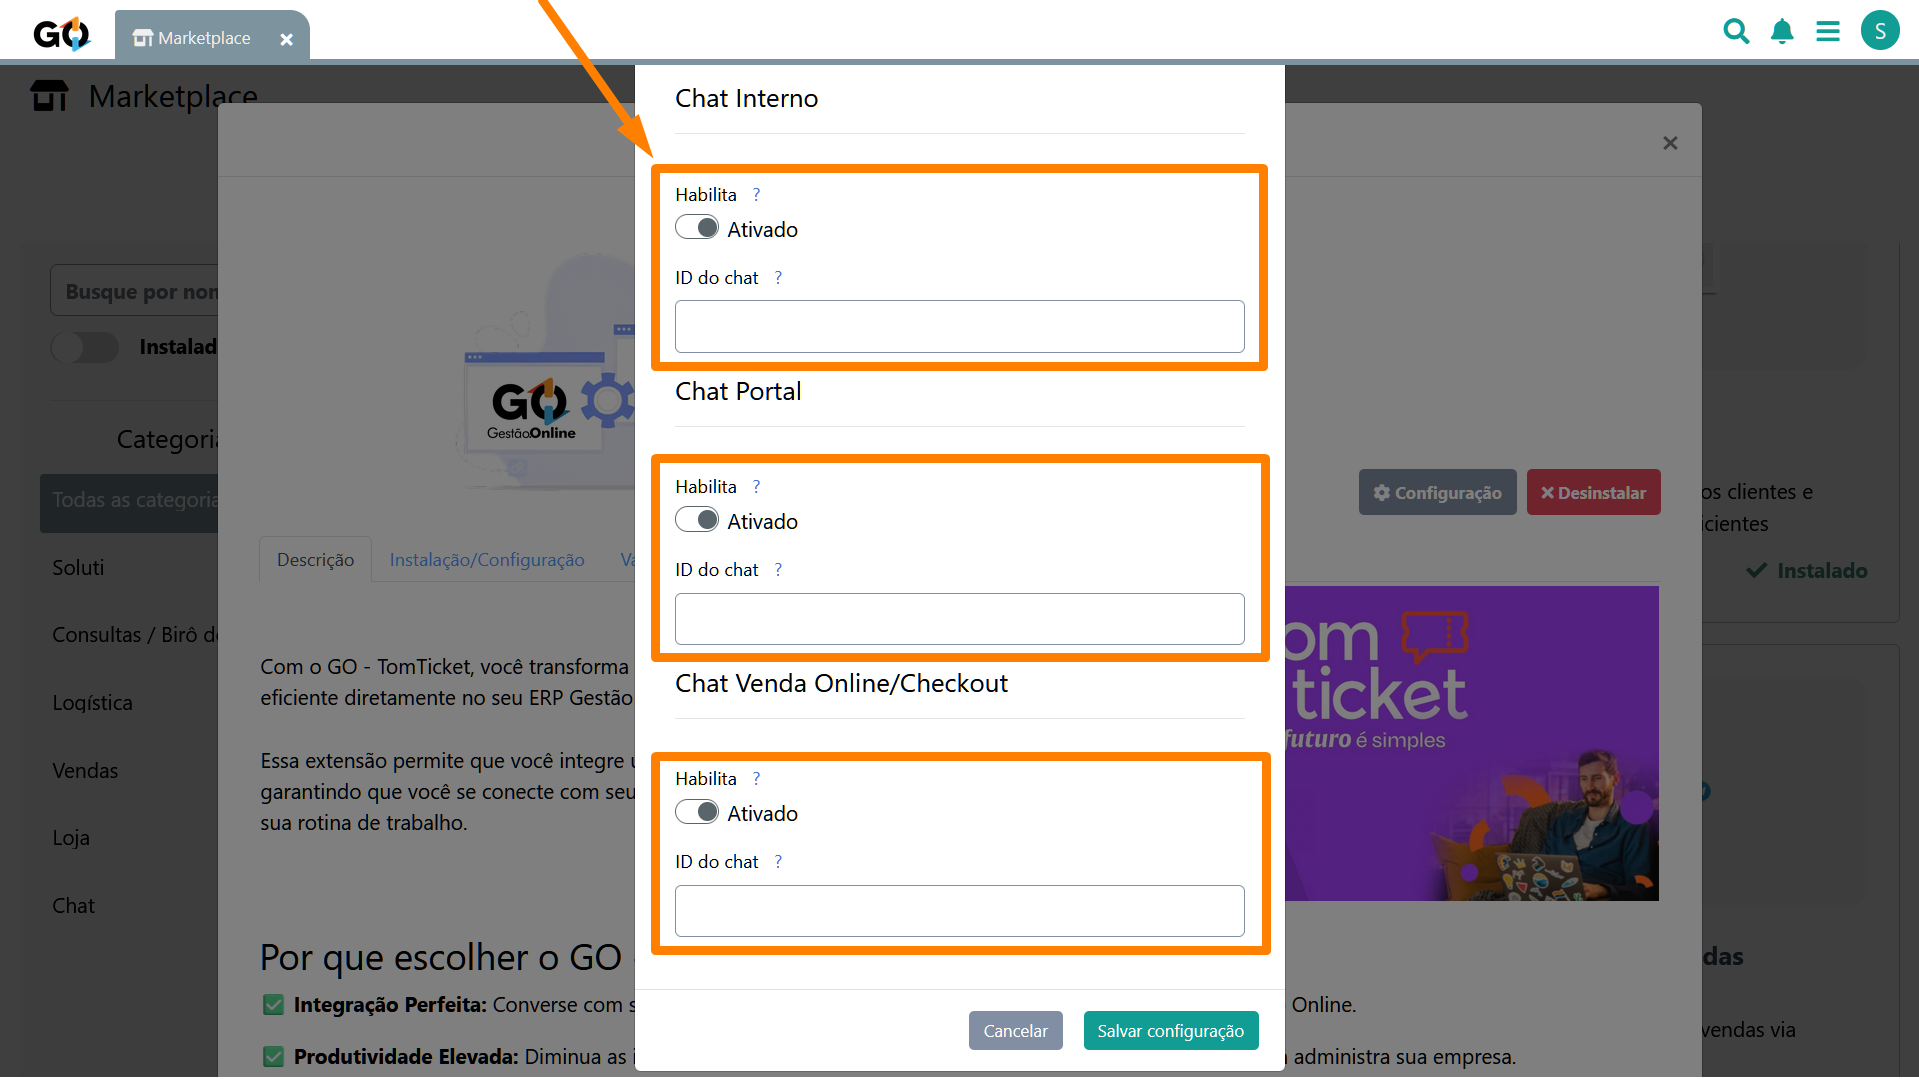 GO
Marketplace
S
Marketplace
Chat Interno
Habilita ?
Ativado
ID do chat ?
Chat Portal
Habilita ?
Ativado
ID do chat ?
Chat Venda Online/Checkout
Habilita ?
Ativado
ID do chat ?
Cancelar
Salvar configuração
Busque por
Categoria
Todas as categoria
Soluti
Consultas / Birô
Logística
Vendas
Loja
Chat
GO
GestãoOnline
Configuração
Desinstalar
Descrição
Instalação/Configuração
Com o GO - TomTicket, você transforma
eficiente diretamente no seu ERP Gestão
Essa extensão permite que você integre
garantindo que você se conecte com seu
sua rotina de trabalho.
om
ticket
futuro é simples
Por que escolher o GO
Integração Perfeita: Converse com
Online.
Produtividade Elevada: Diminua as
administra sua empresa.
os clientes e
icientes
Instalado
das
vendas via